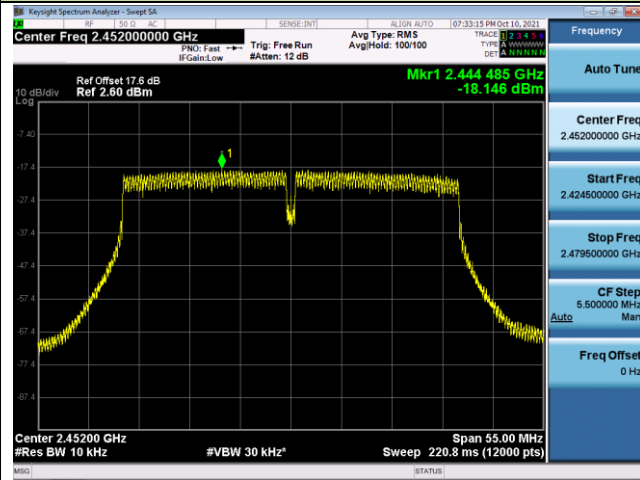 Keysight Spectrum Analyzer - Swept SA
RF 50 Ω AC SENSE:INT ALIGN AUTO 07:33:15 PM Oct 10, 2021
Center Freq 2.452000000 GHz
PNO: Fast
IFGain:Low
Trig: Free Run
#Atten: 12 dB
Avg Type: RMS
Avg|Hold: 100/100
TRACE 1 2 3 4 5 6
TYPE A WWWWW
DET A NNNNN
Ref Offset 17.6 dB
Ref 2.60 dBm
10 dB/div
Log
Mkr1 2.444 485 GHz
-18.146 dBm
1
-7.40
-17.4
-27.4
-37.4
-47.4
-57.4
-67.4
-77.4
-87.4
Center 2.45200 GHz
#Res BW 10 kHz
#VBW 30 kHz*
Span 55.00 MHz
Sweep 220.8 ms (12000 pts)
MSG
STATUS
Frequency
Auto Tune
Center Freq
2.452000000 GHz
Start Freq
2.424500000 GHz
Stop Freq
2.479500000 GHz
CF Step
5.500000 MHz
Auto Man
Freq Offset
0 Hz